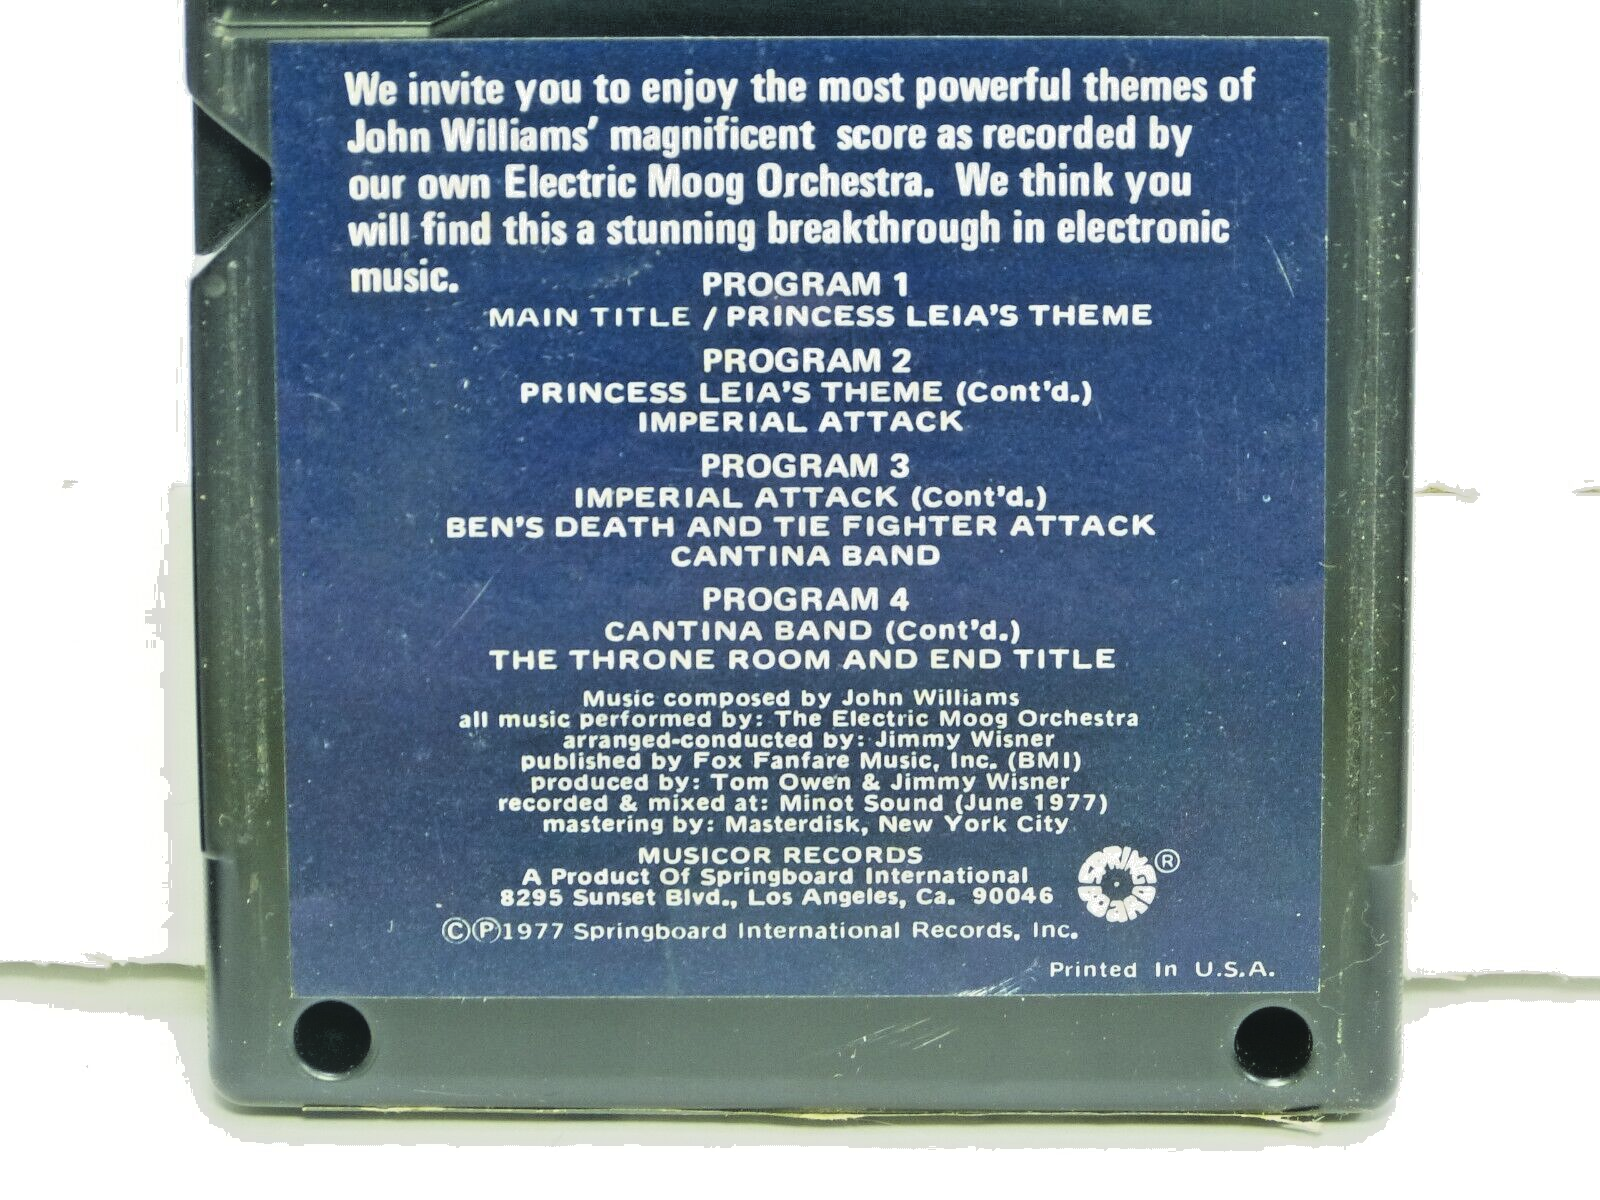 We invite you to enjoy the most powerful themes of
John Williams' magnificent score as recorded by
our own Electric Moog Orchestra. We think you
will find this a stunning breakthrough in electronic
music.
PROGRAM 1
MAIN TITLE / PRINCESS LEIA'S THEME
PROGRAM 2
PRINCESS LEIA'S THEME (Cont'd.)
IMPERIAL ATTACK
PROGRAM 3
IMPERIAL ATTACK (Cont'd.)
BEN'S DEATH AND TIE FIGHTER ATTACK
CANTINA BAND
PROGRAM 4
CANTINA BAND (Cont'd.)
THE THRONE ROOM AND END TITLE
Music composed by John Williams
all music performed by: The Electric Moog Orchestra
arranged-conducted by: Jimmy Wisner
published by Fox Fanfare Music, Inc. (BMI)
produced by: Tom Owen & Jimmy Wisner
recorded & mixed at: Minot Sound (June 1977)
mastering by: Masterdisk, New York City
MUSICOR RECORDS
A Product Of Springboard International
8295 Sunset Blvd., Los Angeles, Ca. 90046
SPRINGBOARD ®
©℗1977 Springboard International Records, Inc.
Printed In U.S.A.